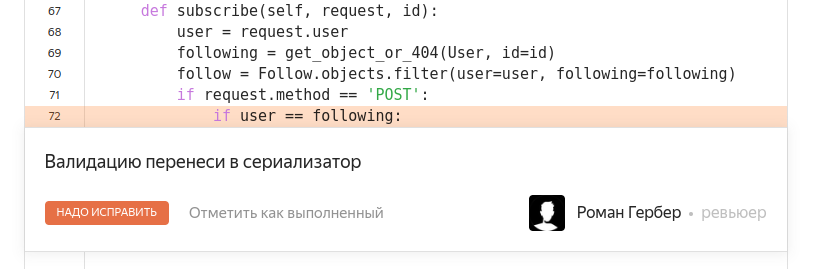 67 def subscribe(self, request, id):
68 user = request.user
69 following = get_object_or_404(User, id=id)
70 follow = Follow.objects.filter(user=user, following=following)
71 if request.method == 'POST':
72 if user == following:
Валидацию перенеси в сериализатор
НАДО ИСПРАВИТЬ Отметить как выполненный Роман Гербер • ревьюер